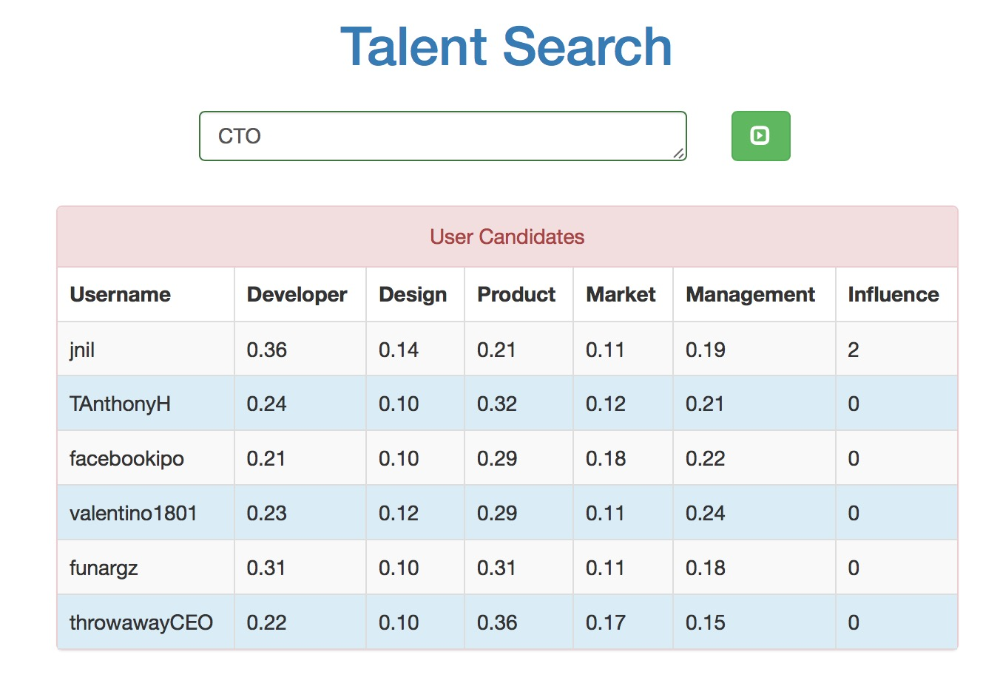 Talent Search
CTO
User Candidates
Username Developer Design Product Market Management Influence
jnil 0.36 0.14 0.21 0.11 0.19 2
TAnthonyH 0.24 0.10 0.32 0.12 0.21 0
facebookipo 0.21 0.10 0.29 0.18 0.22 0
valentino1801 0.23 0.12 0.29 0.11 0.24 0
funargz 0.31 0.10 0.31 0.11 0.18 0
throwawayCEO 0.22 0.10 0.36 0.17 0.15 0